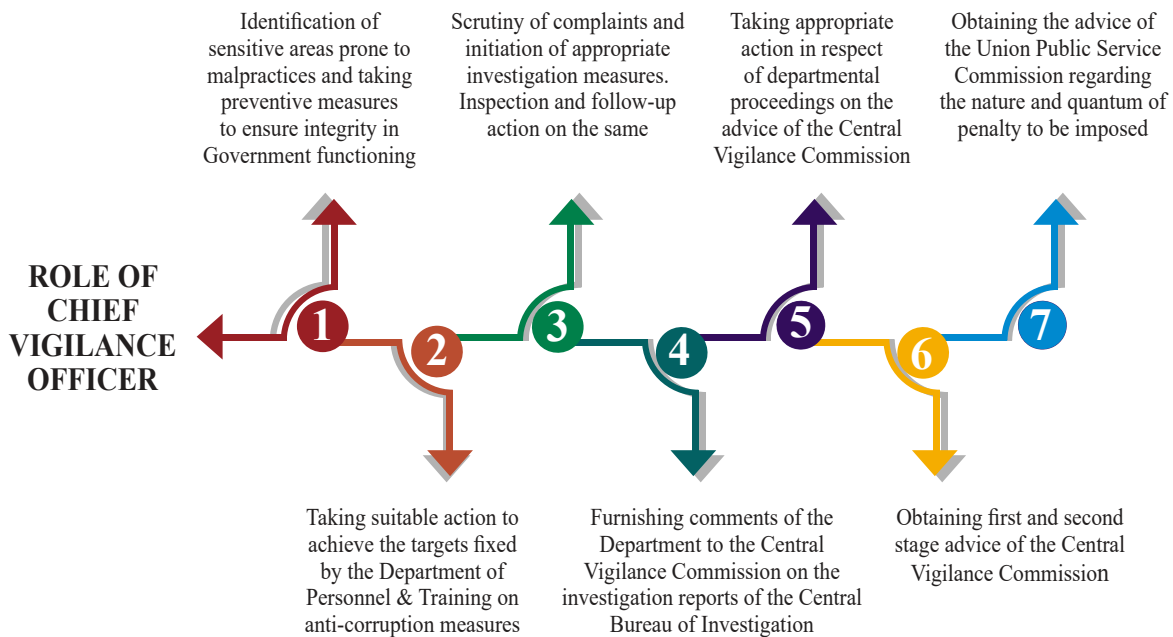 ROLE OF
CHIEF
VIGILANCE
OFFICER
1
Identification of
sensitive areas prone to
malpractices and taking
preventive measures
to ensure integrity in
Government functioning
2
Taking suitable action to
achieve the targets fixed
by the Department of
Personnel & Training on
anti-corruption measures
3
Scrutiny of complaints and
initiation of appropriate
investigation measures.
Inspection and follow-up
action on the same
4
Furnishing comments of the
Department to the Central
Vigilance Commission on the
investigation reports of the Central
Bureau of Investigation
5
Taking appropriate
action in respect
of departmental
proceedings on the
advice of the Central
Vigilance Commission
6
Obtaining first and second
stage advice of the Central
Vigilance Commission
7
Obtaining the advice of
the Union Public Service
Commission regarding
the nature and quantum of
penalty to be imposed